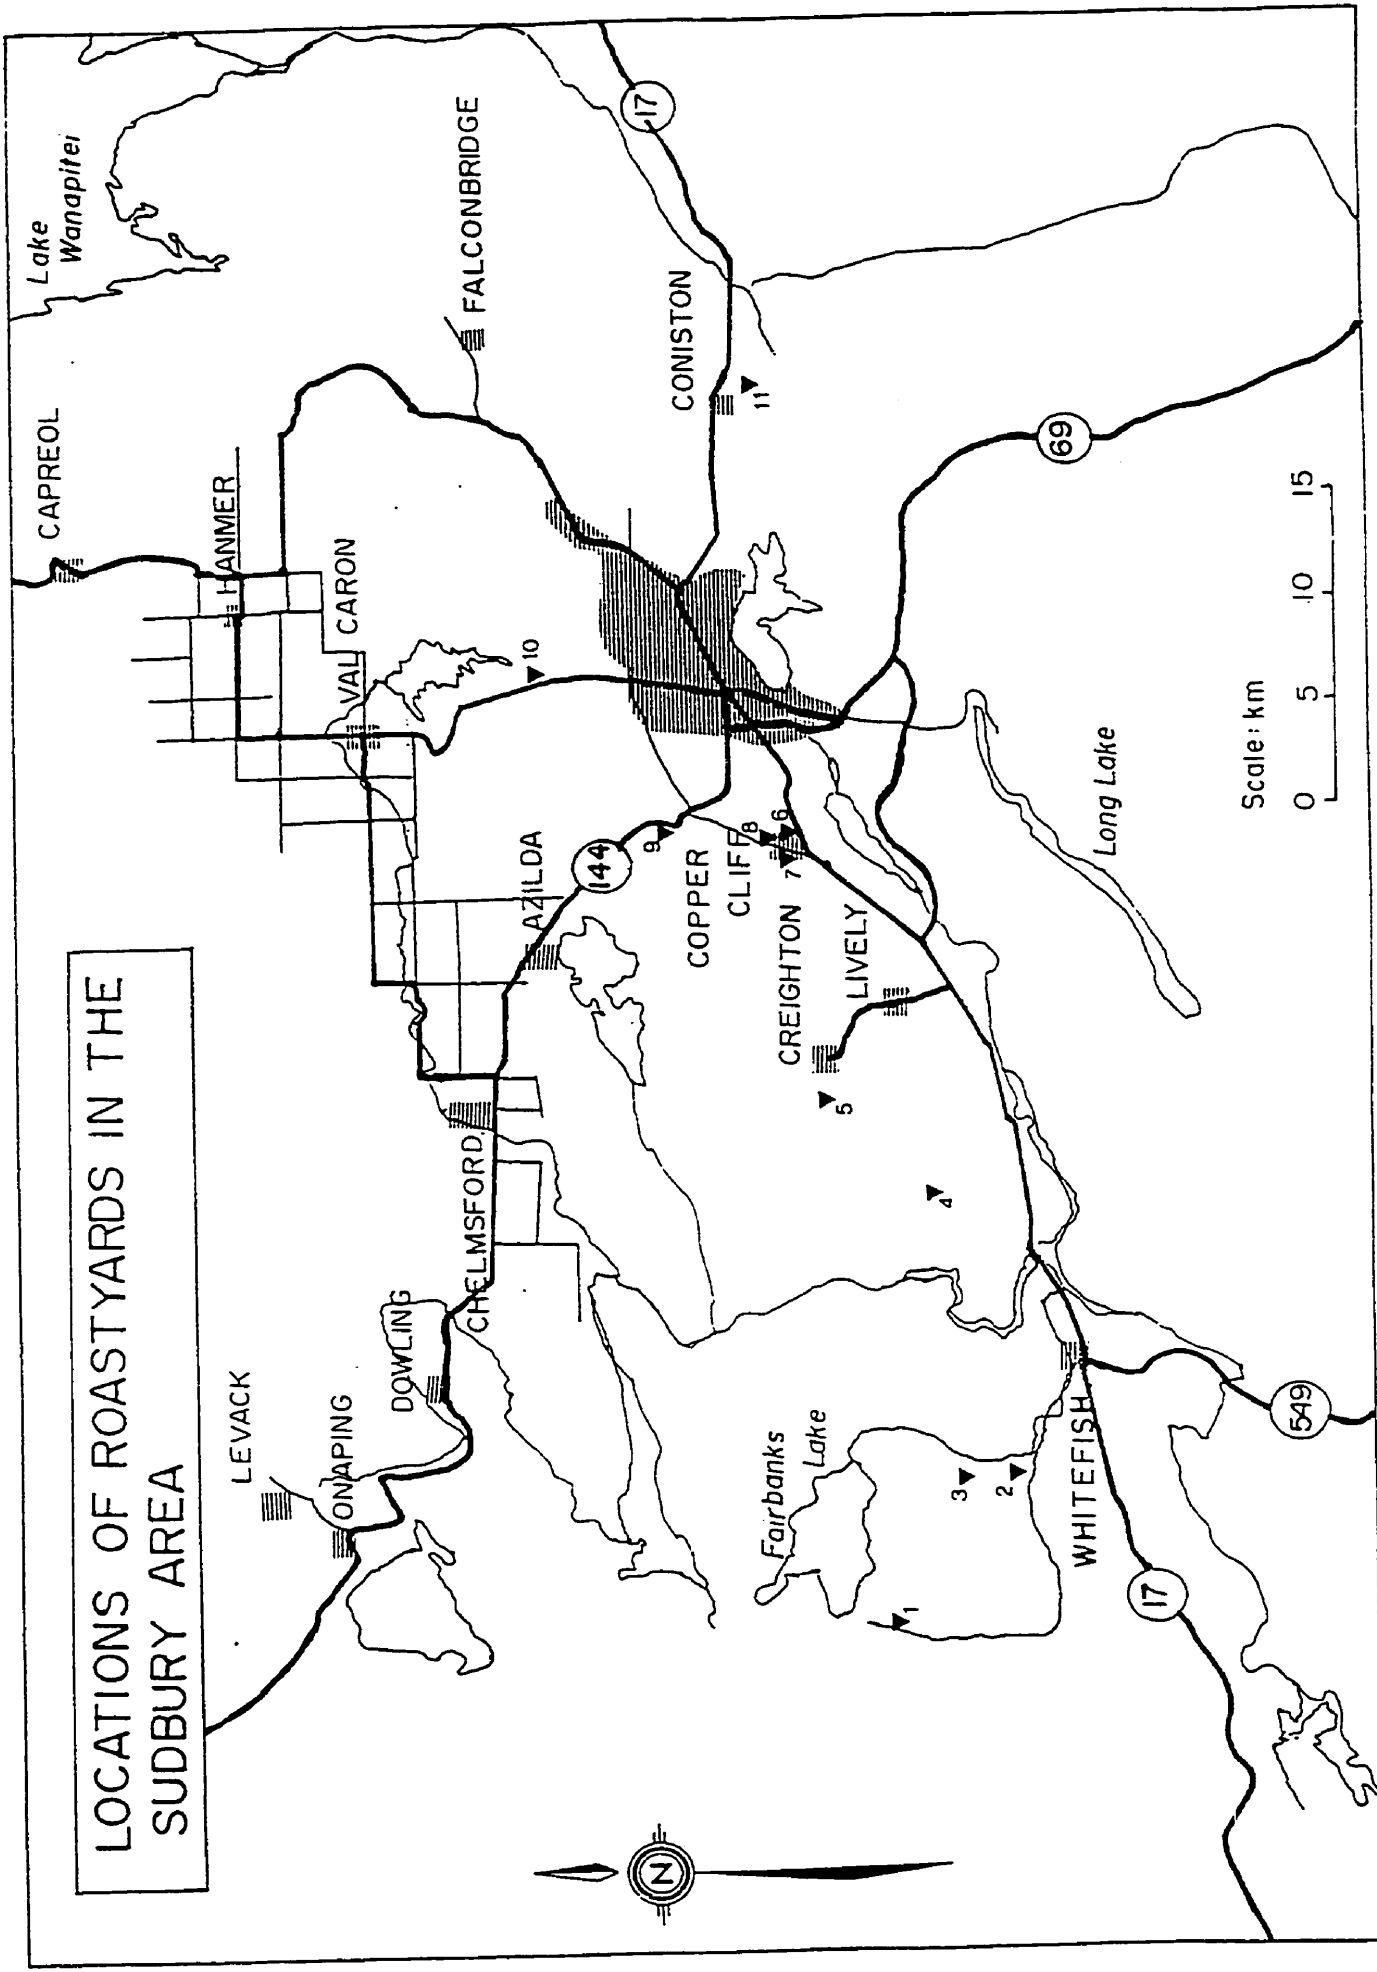 LOCATIONS OF ROASTYARDS IN THE
SUDBURY AREA
Lake
Wanapitei
CAPREOL
HANMER
VAL CARON
FALCONBRIDGE
LEVACK
ONAPING
DOWLING
CHELMSFORD
AZILDA
144
10
9
17
CONISTON
11
COPPER
CLIFF
8
6
7
CREIGHTON
LIVELY
5
4
Fairbanks
Lake
3
2
1
WHITEFISH
17
549
69
Long Lake
Scale: km
0 5 10 15
N